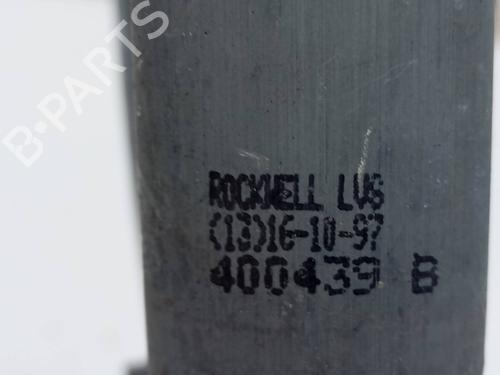 B-PARTS
ROCKWELL LVS
(13)16-10-97
400439 B